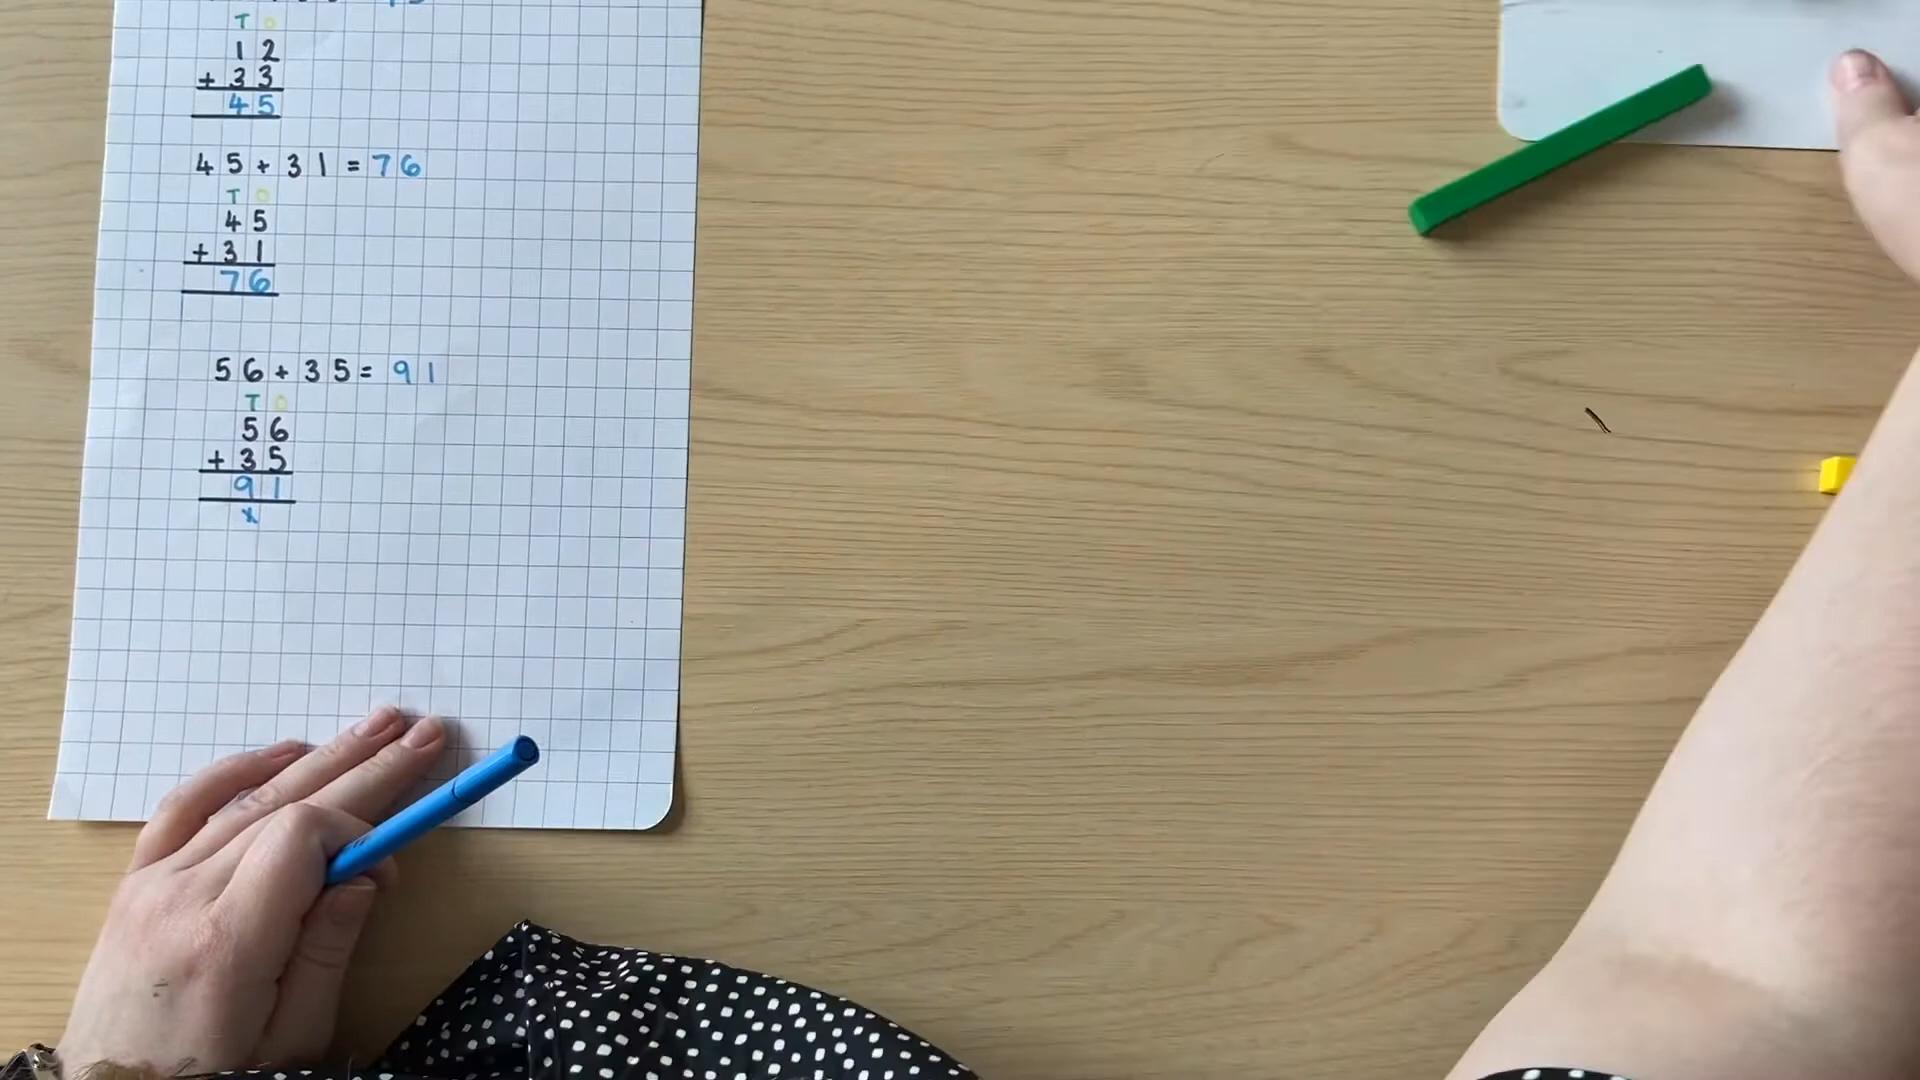 T O
1 2
+ 3 3
4 5
4 5 + 3 1 = 7 6
T O
4 5
+ 3 1
7 6
5 6 + 3 5 = 9 1
T O
5 6
+ 3 5
9 1
1